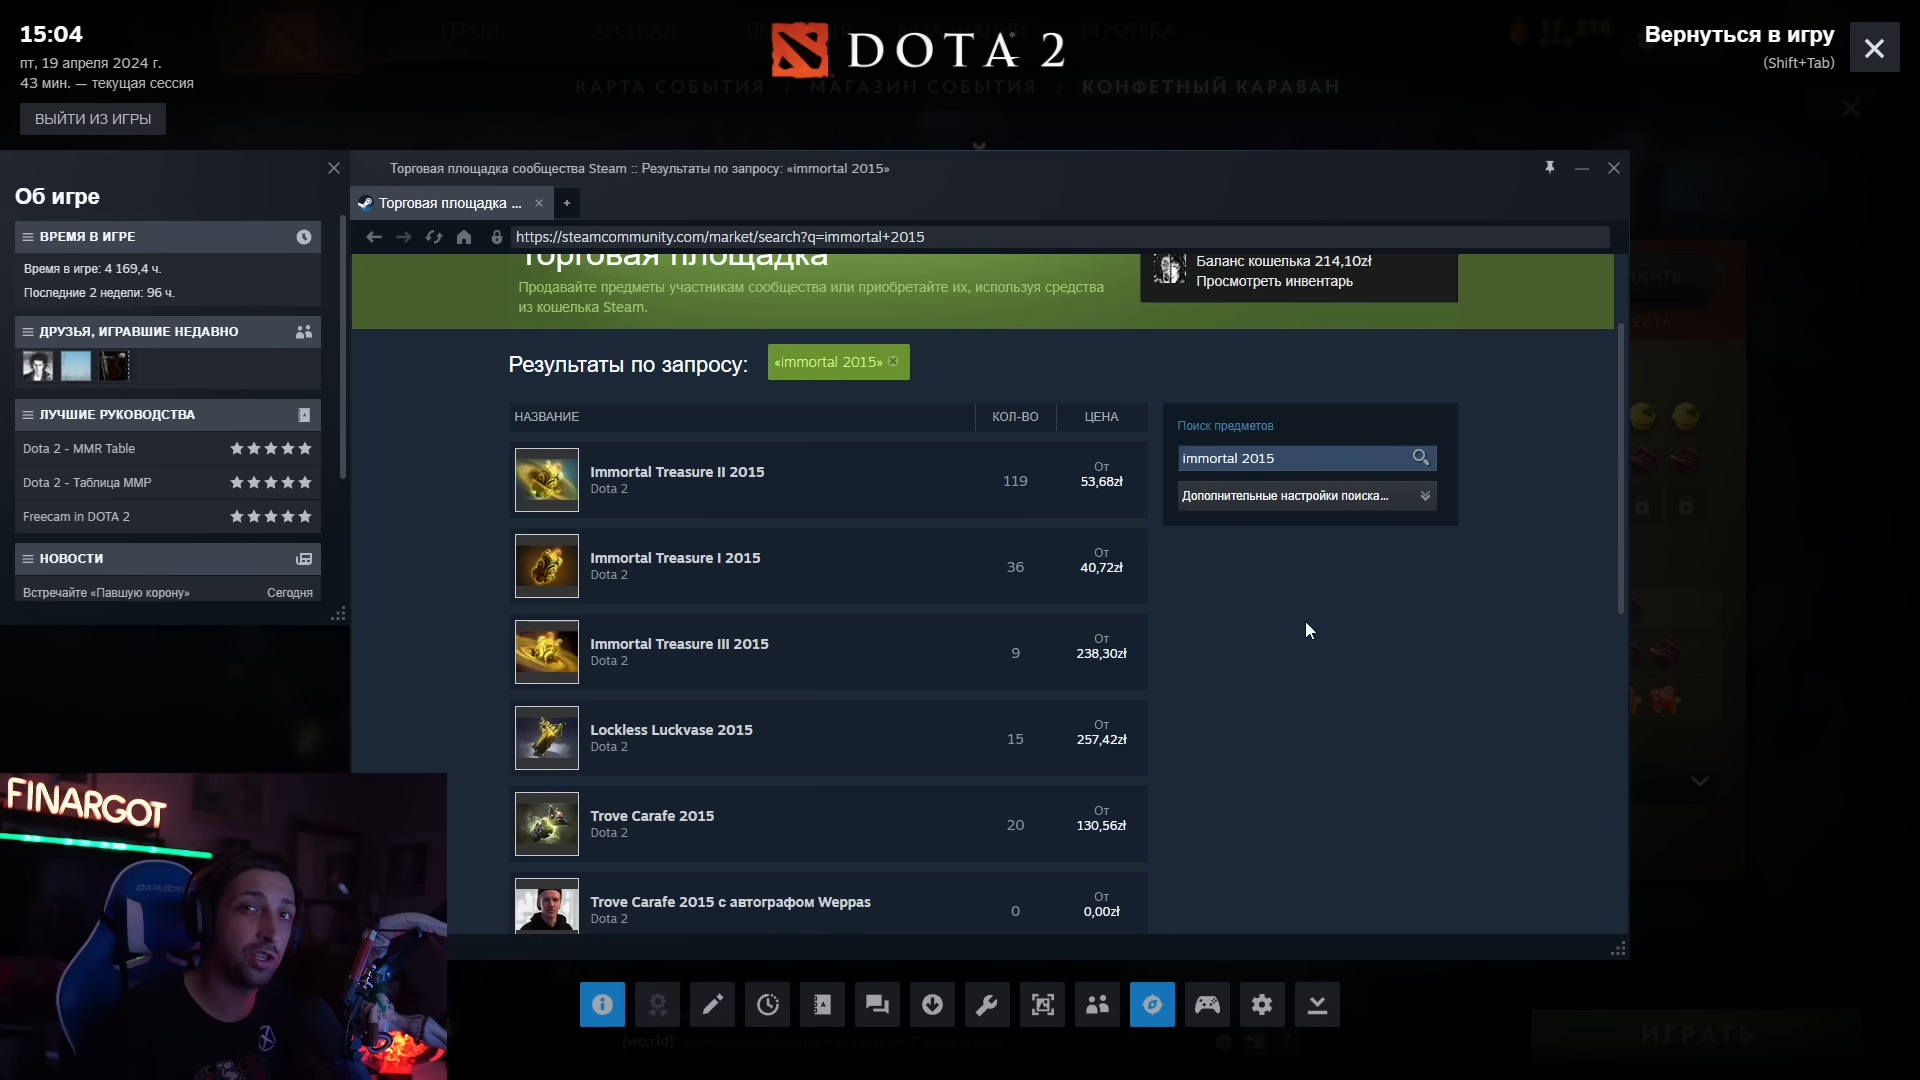 15:04
пт, 19 апреля 2024 г.
43 мин. — текущая сессия
ВЫЙТИ ИЗ ИГРЫ
DOTA 2
КАРТА СОБЫТИЯ / МАГАЗИН СОБЫТИЯ / КОНФЕТНЫЙ КАРАВАН
Вернуться в игру
(Shift+Tab)
Об игре
ВРЕМЯ В ИГРЕ
Время в игре: 4 169,4 ч.
Последние 2 недели: 96 ч.
ДРУЗЬЯ, ИГРАВШИЕ НЕДАВНО
ЛУЧШИЕ РУКОВОДСТВА
Dota 2 - MMR Table
Dota 2 - Таблица ММР
Freecam in DOTA 2
НОВОСТИ
Встречайте «Павшую корону» Сегодня
Торговая площадка сообщества Steam :: Результаты по запросу: «immortal 2015»
Торговая площадка ...
https://steamcommunity.com/market/search?q=immortal+2015
Торговая площадка
Продавайте предметы участникам сообщества или приобретайте их, используя средства
из кошелька Steam.
Баланс кошелька 214,10zł
Просмотреть инвентарь
Результаты по запросу: «immortal 2015»
НАЗВАНИЕ КОЛ-ВО ЦЕНА
Immortal Treasure II 2015
Dota 2
119
От
53,68zł
Immortal Treasure I 2015
Dota 2
36
От
40,72zł
Immortal Treasure III 2015
Dota 2
9
От
238,30zł
Lockless Luckvase 2015
Dota 2
15
От
257,42zł
Trove Carafe 2015
Dota 2
20
От
130,56zł
Trove Carafe 2015 с автографом Weppas
Dota 2
0
От
0,00zł
Поиск предметов
immortal 2015
Дополнительные настройки поиска...
FINARGOT
ИГРАТЬ